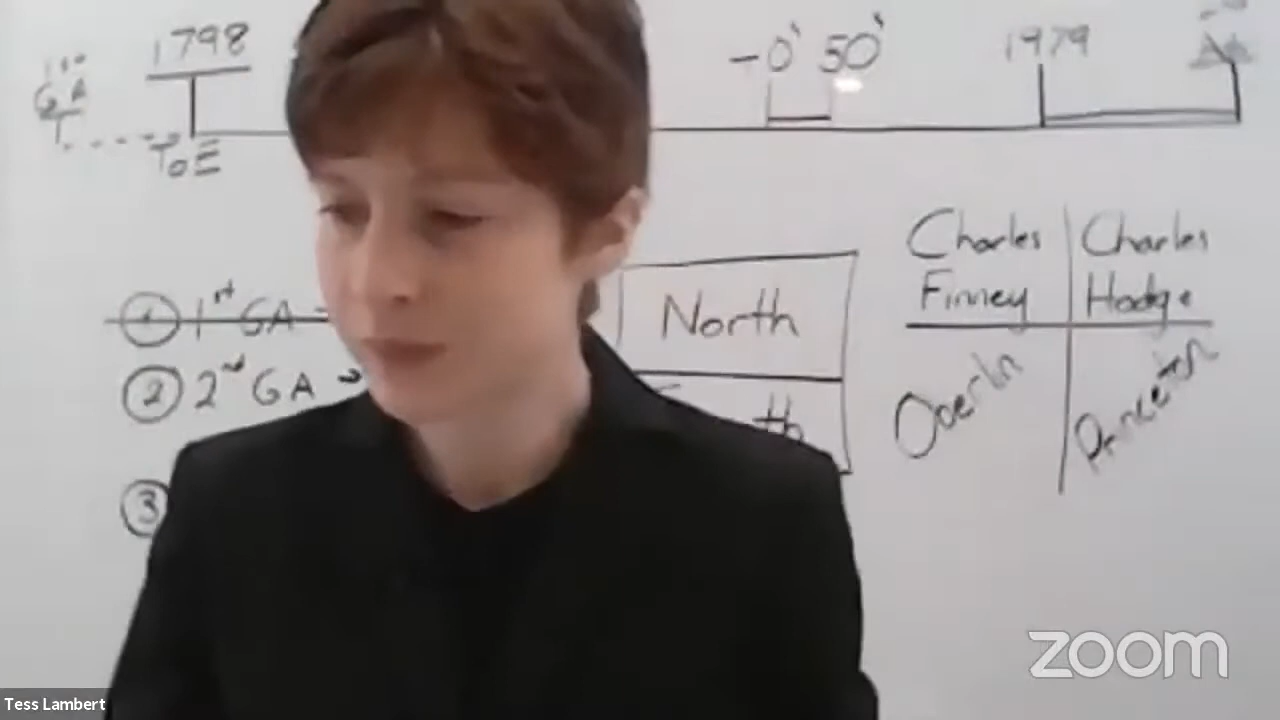 1798
-0' 50'
1979
GA
T
ToE
① 1st GA
② 2nd GA →
③
North
th
Charles Finney
Charles Hodge
Oberlin
Princeton
zoom
Tess Lambert